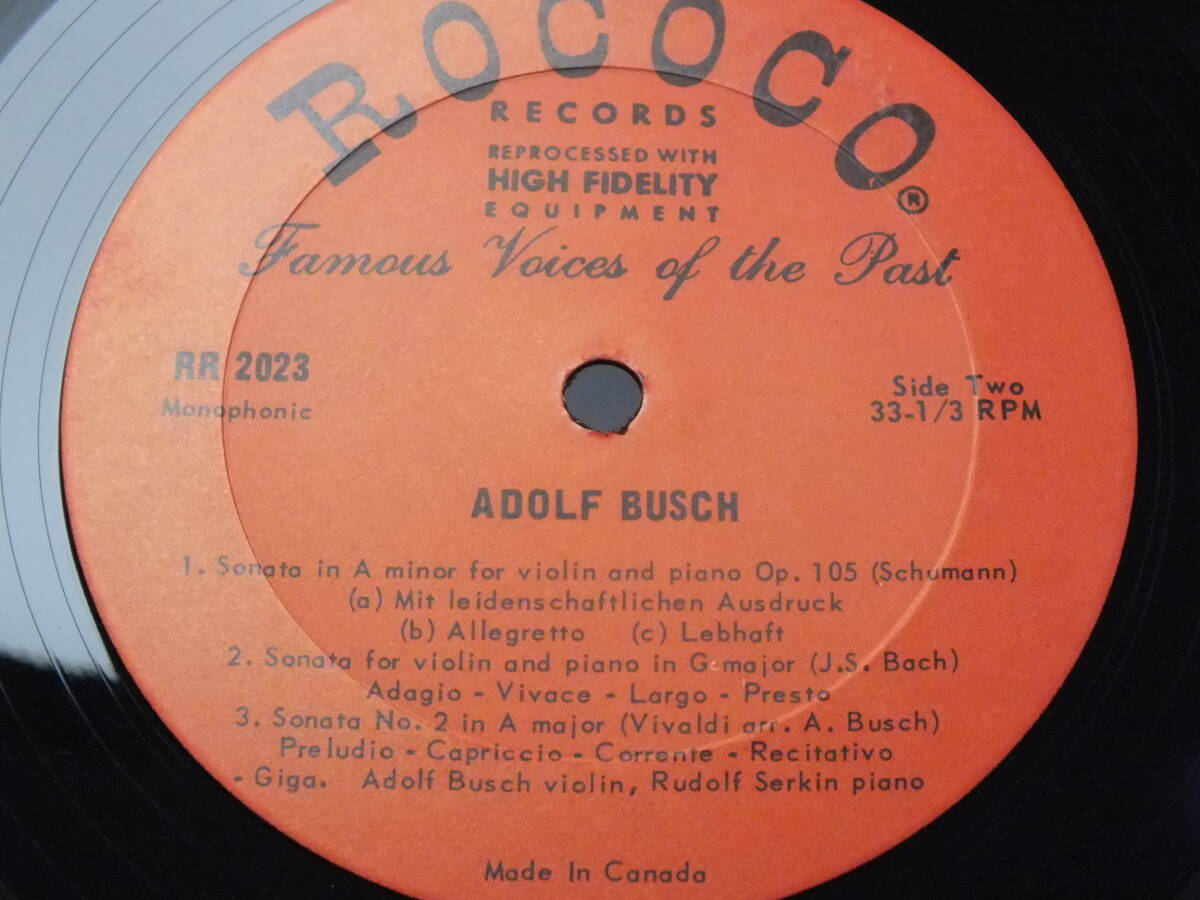 ROCOCO®
RECORDS
REPROCESSED WITH
HIGH FIDELITY
EQUIPMENT
Famous Voices of the Past
RR 2023
Monophonic
Side Two
33-1/3 RPM
ADOLF BUSCH
1. Sonata in A minor for violin and piano Op. 105 (Schumann)
(a) Mit leidenschaftlichen Ausdruck
(b) Allegretto (c) Lebhaft
2. Sonata for violin and piano in G major (J.S. Bach)
Adagio - Vivace - Largo - Presto
3. Sonata No. 2 in A major (Vivaldi arr. A. Busch)
Preludio - Capriccio - Corrente - Recitativo
- Giga. Adolf Busch violin, Rudolf Serkin piano
Made In Canada